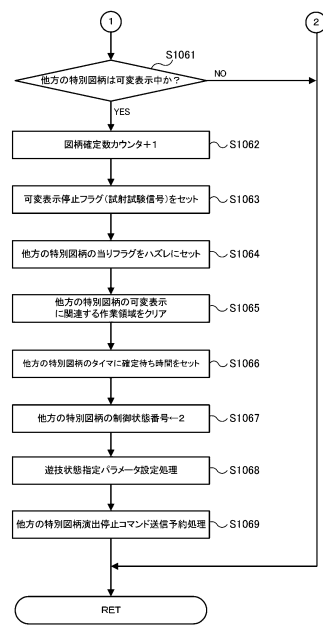 1
2
S1061
他方の特別図柄は可変表示中か?
NO
YES
図柄確定数カウンタ+1
S1062
可変表示停止フラグ(試射試験信号)をセット
S1063
他方の特別図柄の当りフラグをハズレにセット
S1064
他方の特別図柄の可変表示
に関連する作業領域をクリア
S1065
他方の特別図柄のタイマに確定待ち時間をセット
S1066
他方の特別図柄の制御状態番号←2
S1067
遊技状態指定パラメータ設定処理
S1068
他方の特別図柄演出停止コマンド送信予約処理
S1069
RET